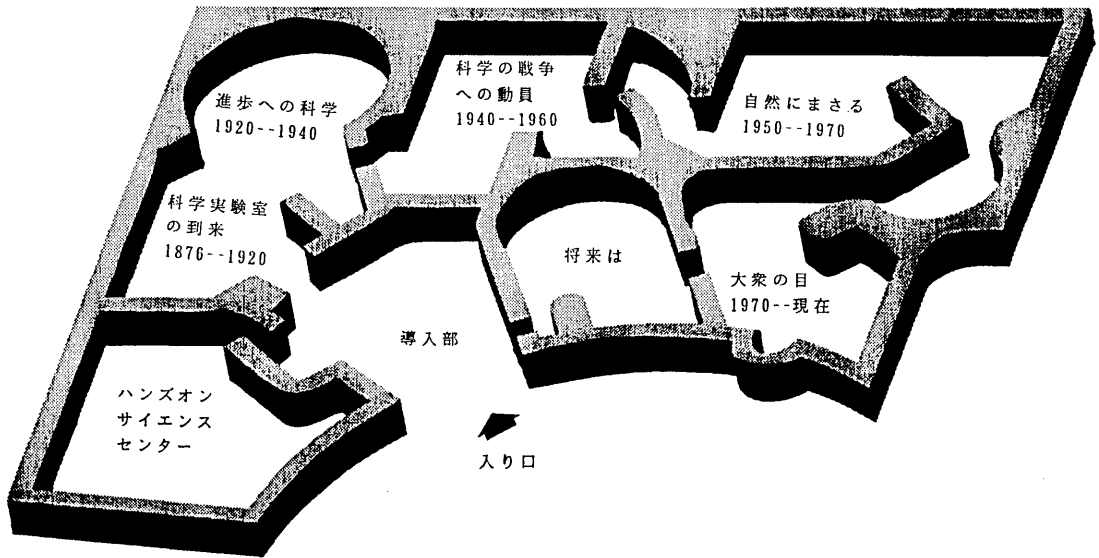 進歩への科学
1920--1940
科学の戦争
への動員
1940--1960
自然にまさる
1950--1970
科学実験室
の到来
1876--1920
将来は
大衆の目
1970--現在
導入部
ハンズオン
サイエンス
センター
入り口